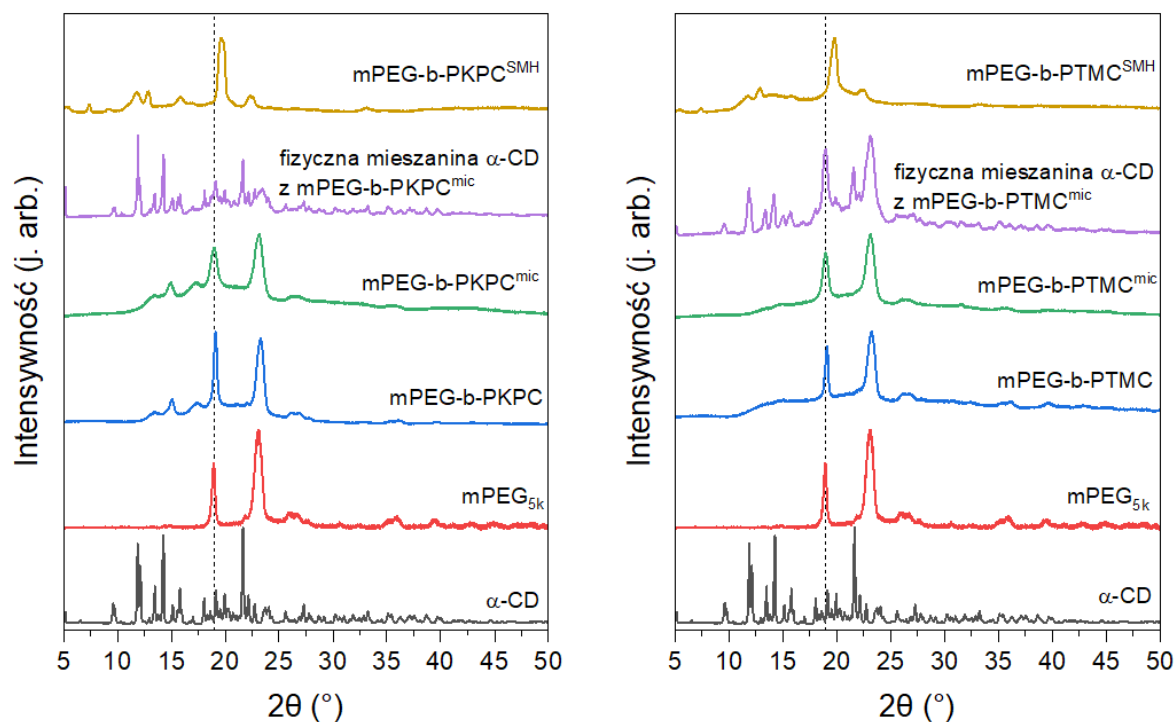 Intensywność (j. arb.)
mPEG-b-PKPC^SMH
fizyczna mieszanina α-CD
z mPEG-b-PKPC^mic
mPEG-b-PKPC^mic
mPEG-b-PKPC
mPEG₅ₖ
α-CD
5 10 15 20 25 30 35 40 45 50
2θ (°)
Intensywność (j. arb.)
mPEG-b-PTMC^SMH
fizyczna mieszanina α-CD
z mPEG-b-PTMC^mic
mPEG-b-PTMC^mic
mPEG-b-PTMC
mPEG₅ₖ
α-CD
5 10 15 20 25 30 35 40 45 50
2θ (°)